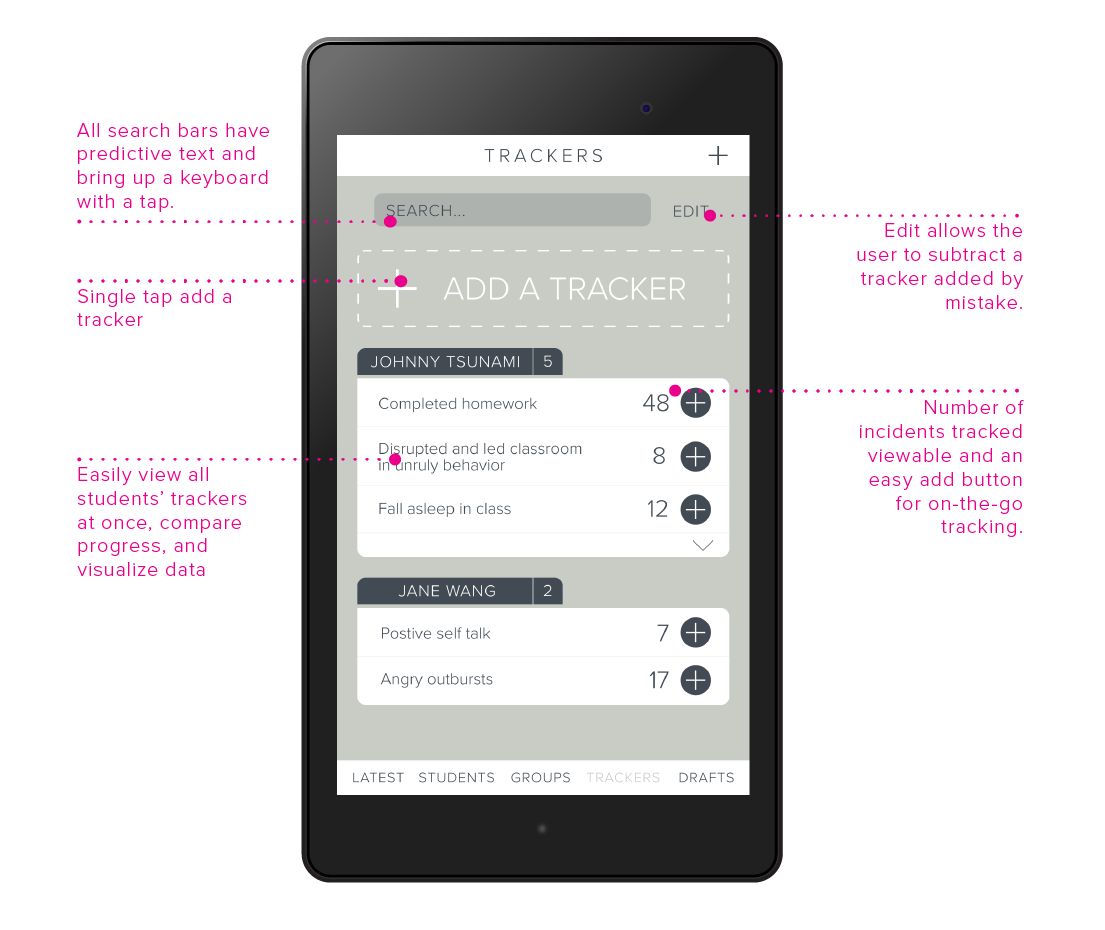 All search bars have
predictive text and
bring up a keyboard
with a tap.
Single tap add a
tracker
Easily view all
students’ trackers
at once, compare
progress, and
visualize data
TRACKERS
SEARCH...
EDIT
ADD A TRACKER
JOHNNY TSUNAMI 5
Completed homework 48
Disrupted and led classroom
in unruly behavior 8
Fall asleep in class 12
JANE WANG 2
Postive self talk 7
Angry outbursts 17
LATEST STUDENTS GROUPS TRACKERS DRAFTS
Edit allows the
user to subtract a
tracker added by
mistake.
Number of
incidents tracked
viewable and an
easy add button
for on-the-go
tracking.